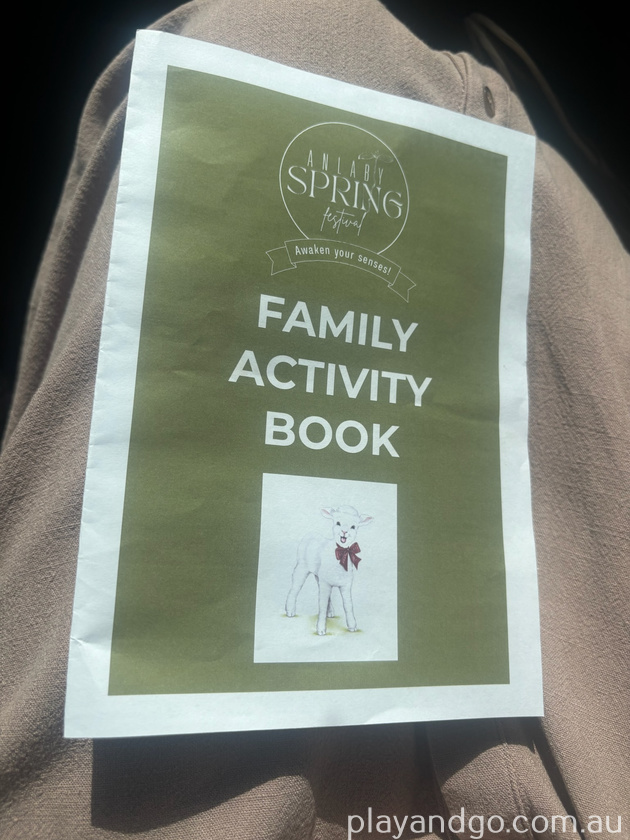 ANLABY
SPRING
festival
Awaken your senses!
FAMILY
ACTIVITY
BOOK
playandgo.com.au